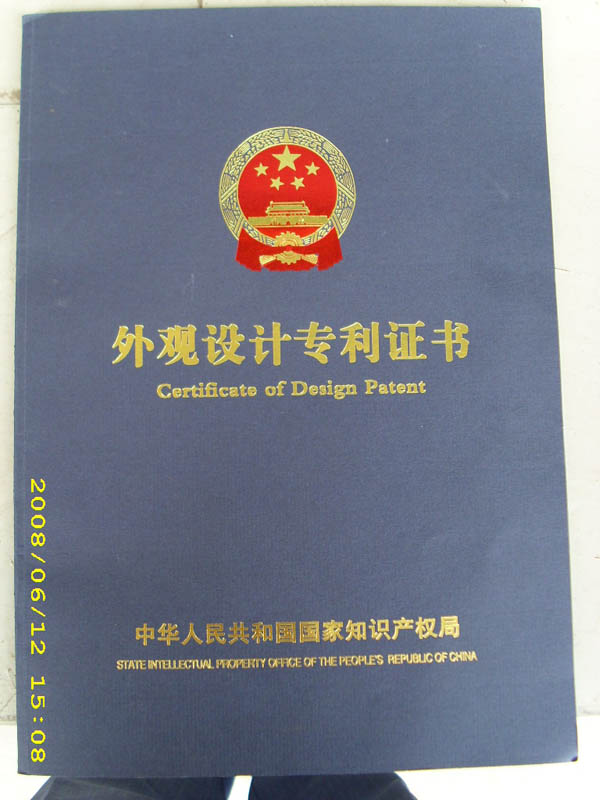 外观设计专利证书
Certificate of Design Patent
中华人民共和国国家知识产权局
STATE INTELLECTUAL PROPERTY OFFICE OF THE PEOPLE'S REPUBLIC OF CHINA
2008/06/12 15:08